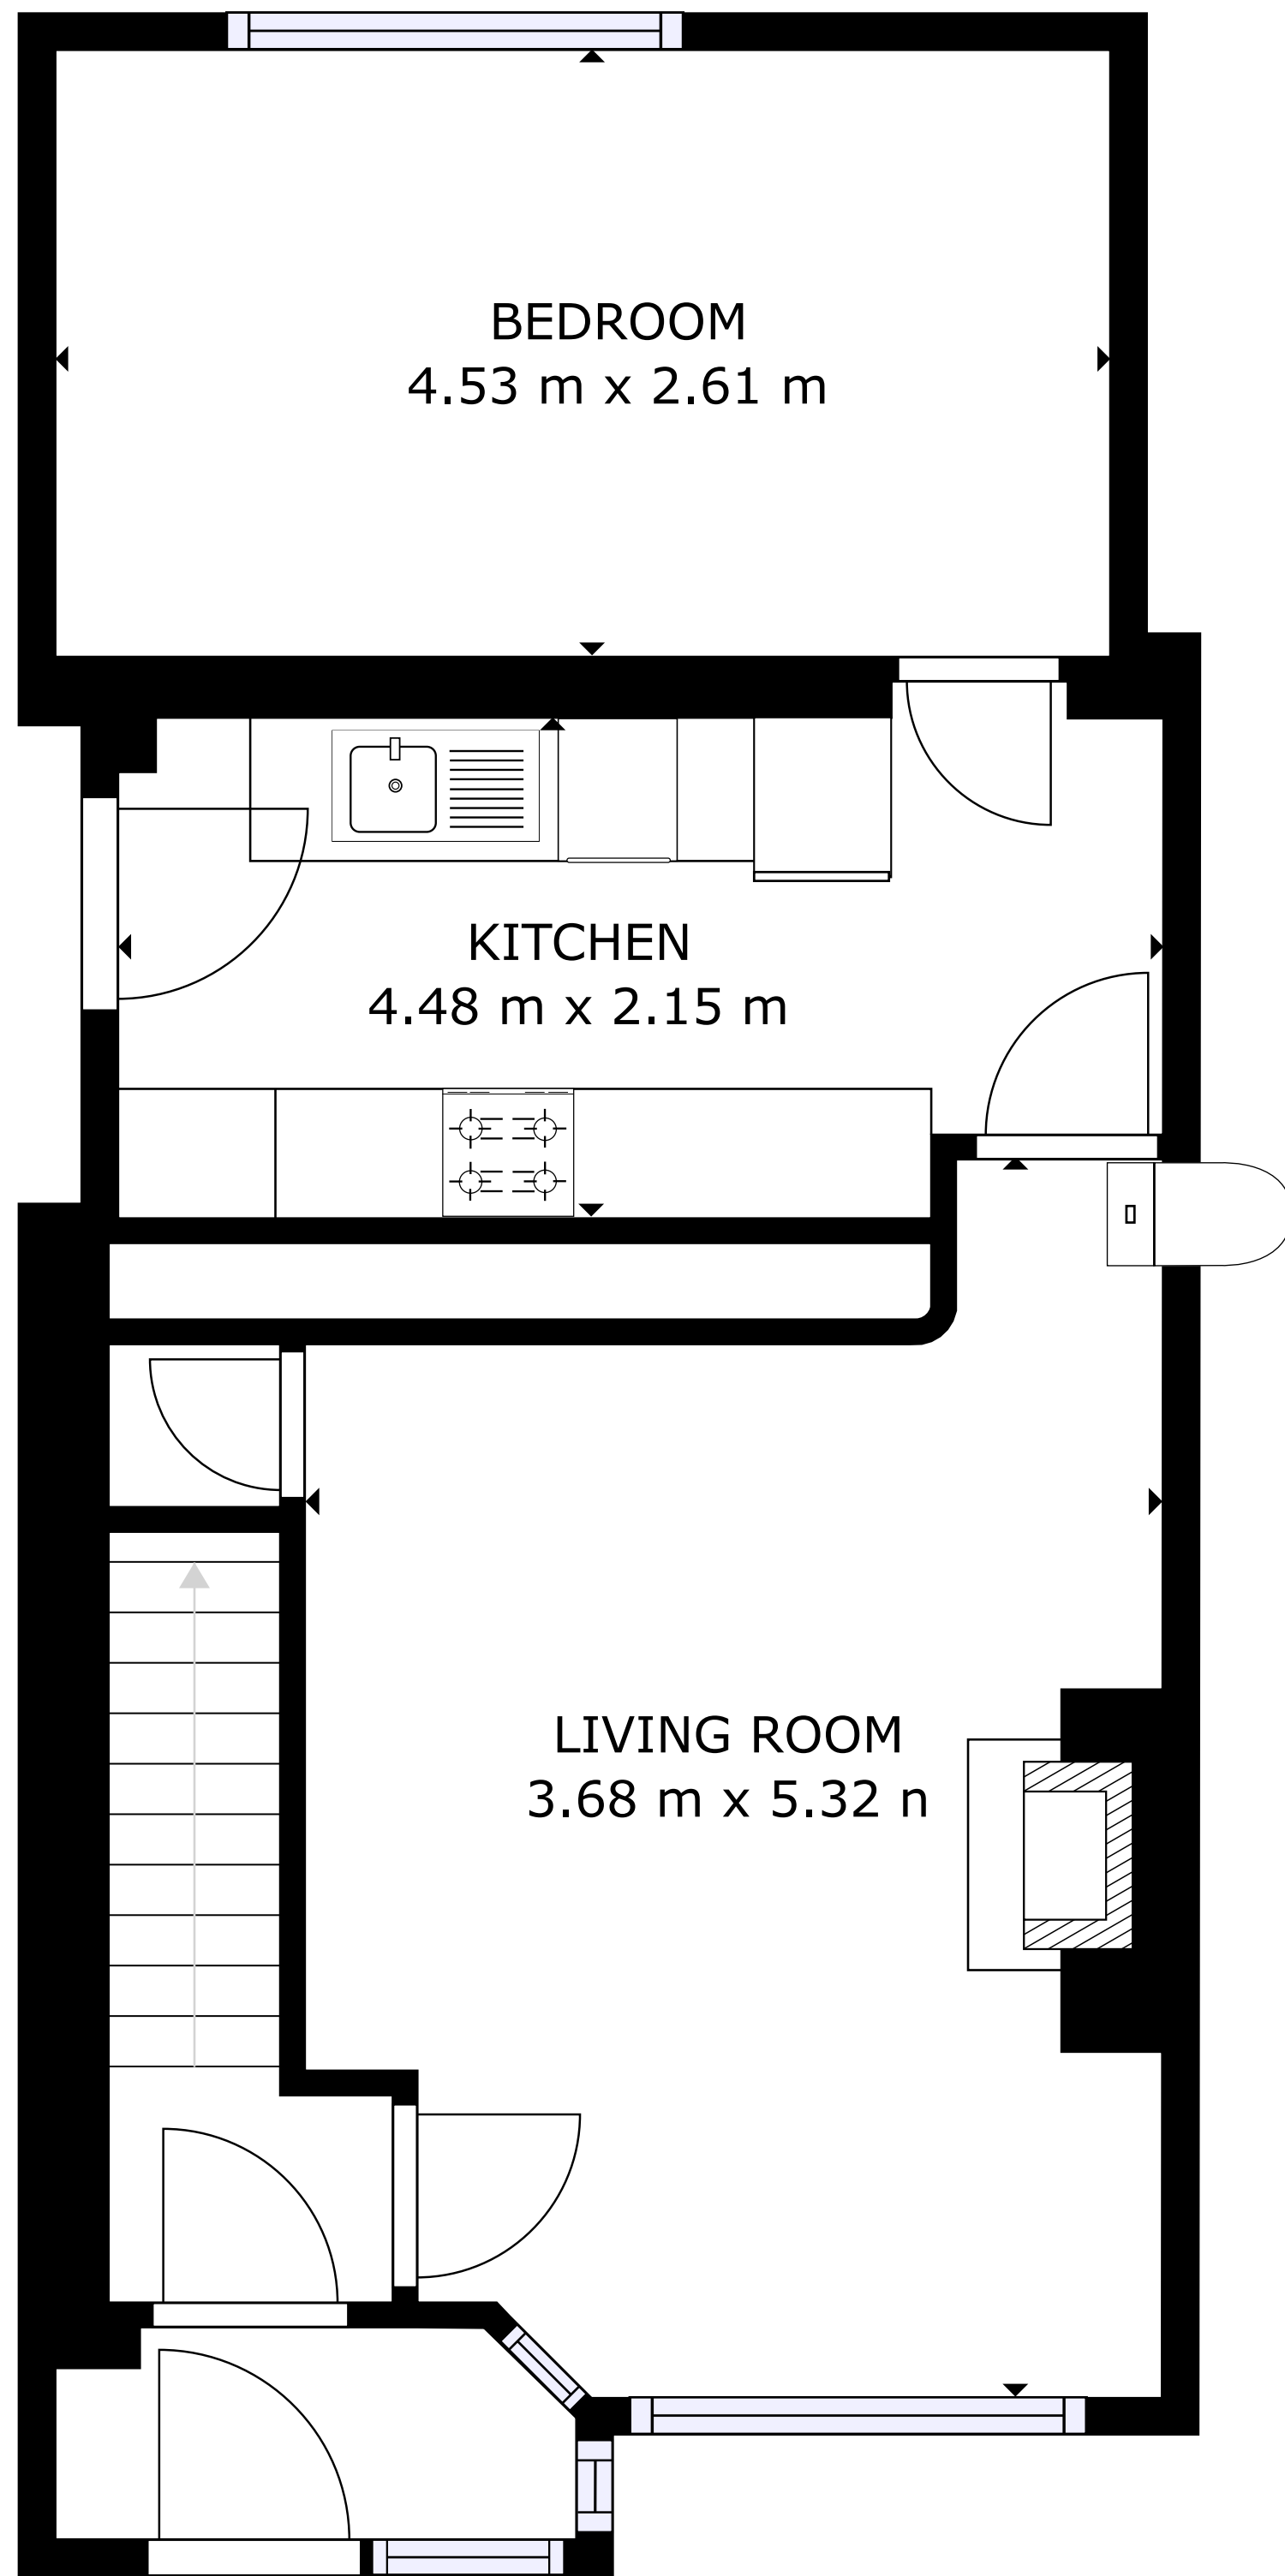 BEDROOM
4.53 m x 2.61 m
KITCHEN
4.48 m x 2.15 m
LIVING ROOM
3.68 m x 5.32 n